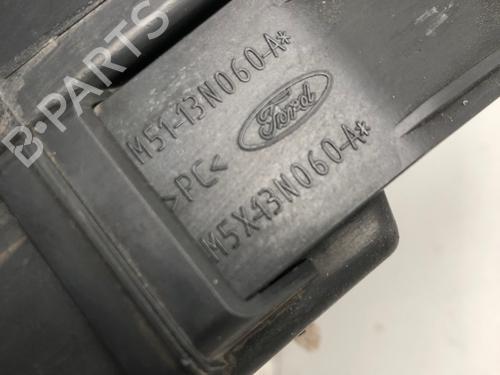 M51-13N060-A*
Ford
>PC<
M5X-13N060-A*
B-PARTS